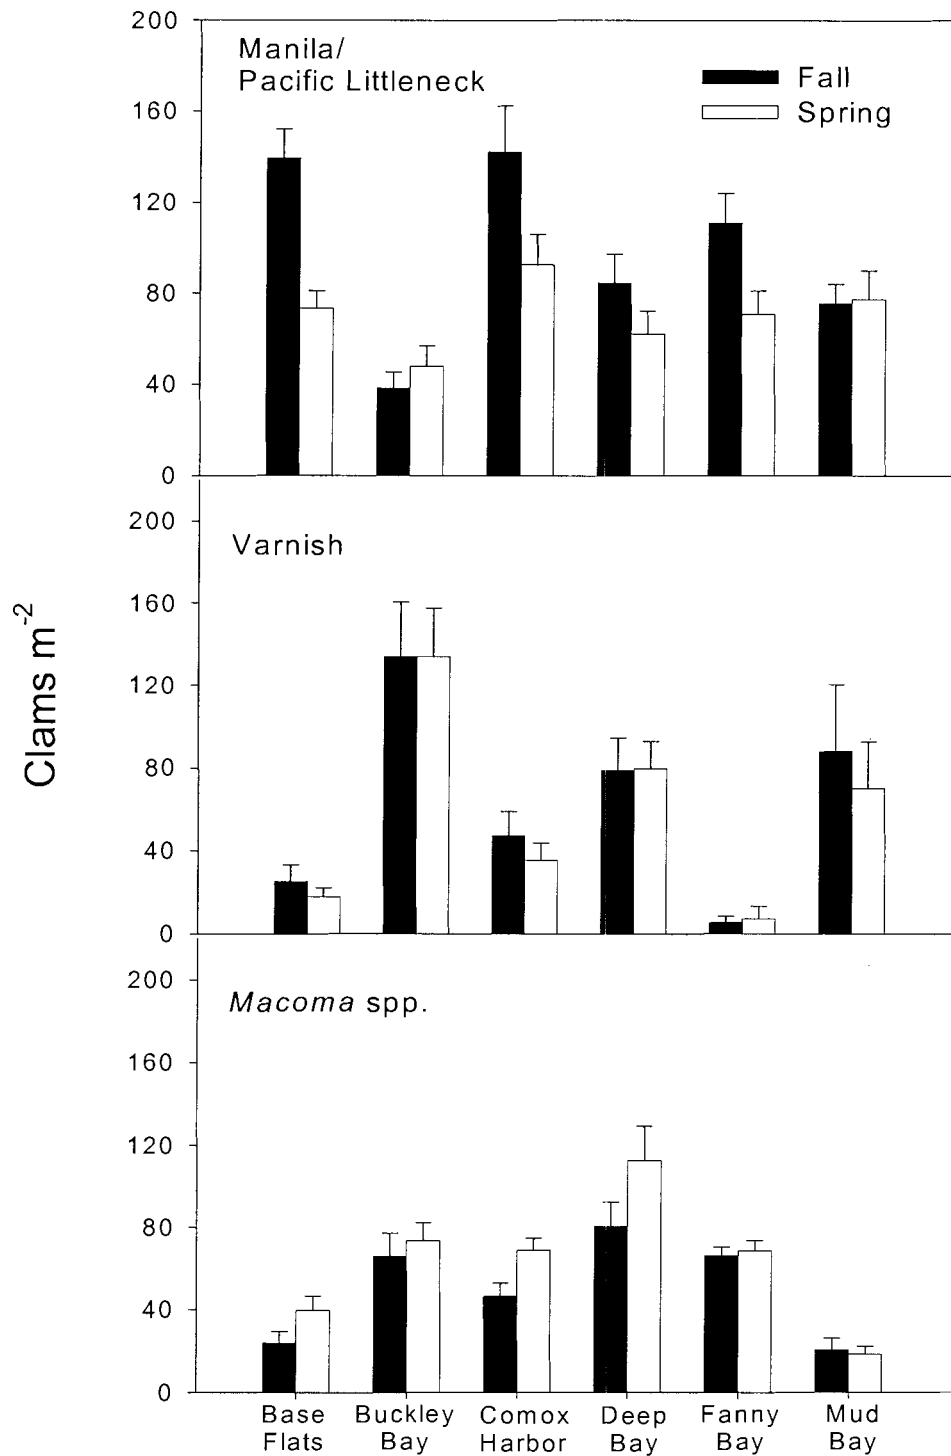 200
Manila/
Pacific Littleneck
Fall
Spring
160
120
80
40
0
200
Varnish
160
120
80
40
0
Clams m⁻²
200
Macoma spp.
160
120
80
40
0
Base Buckley Comox Deep Fanny Mud
Flats Bay Harbor Bay Bay Bay